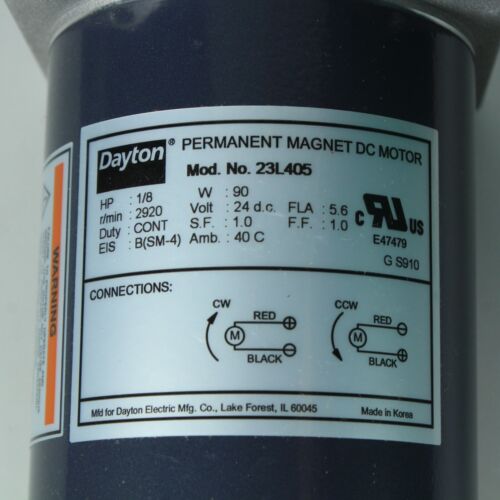 Dayton® PERMANENT MAGNET DC MOTOR
Mod. No. 23L405
HP : 1/8 W : 90
r/min : 2920 Volt : 24 d.c. FLA : 5.6
Duty : CONT S.F. : 1.0 F.F. : 1.0
EIS : B(SM-4) Amb. : 40 C
c RU US
E47479
G S910
CONNECTIONS:
CW RED M BLACK
CCW RED M BLACK
Mfd for Dayton Electric Mfg. Co., Lake Forest, IL 60045 Made in Korea
WARNING